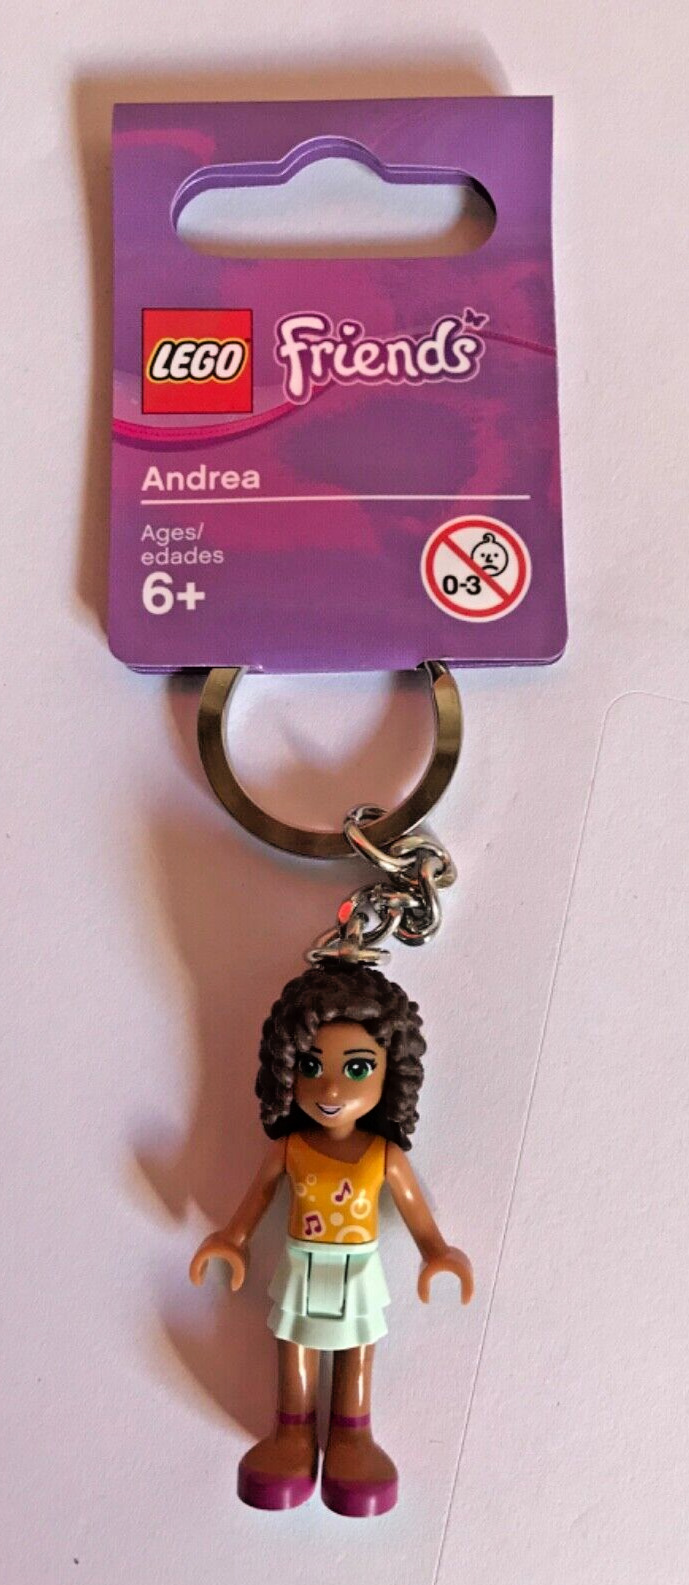 LEGO friends
Andrea
Ages/
edades
6+
0-3